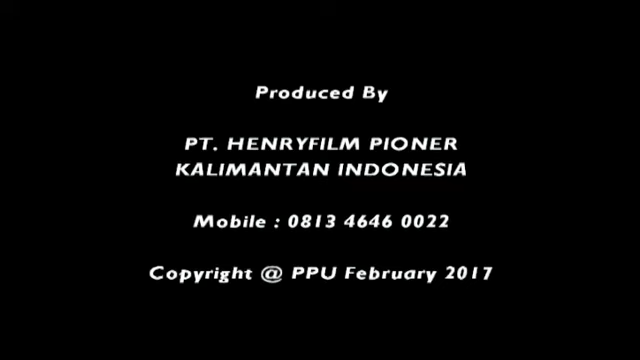 Produced By
PT. HENRYFILM PIONER
KALIMANTAN INDONESIA
Mobile : 0813 4646 0022
Copyright @ PPU February 2017